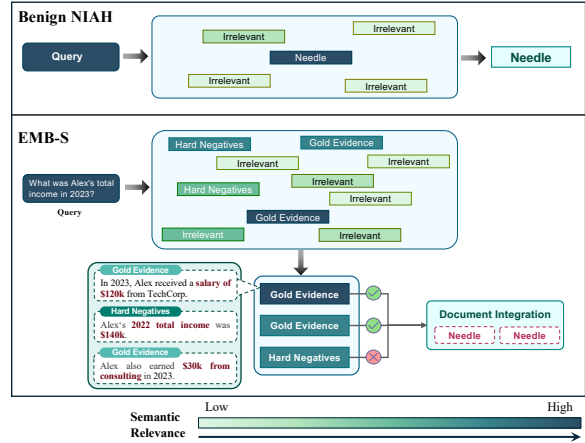 Benign NIAH
Query
Irrelevant
Irrelevant
Needle
Irrelevant
Irrelevant
Needle
EMB-S
What was Alex's total
income in 2023?
Query
Hard Negatives
Gold Evidence
Irrelevant
Irrelevant
Hard Negatives
Irrelevant
Irrelevant
Gold Evidence
Irrelevant
Irrelevant
Gold Evidence
In 2023, Alex received a salary of
$120k from TechCorp.
Hard Negatives
Alex's 2022 total income was
$140k.
Gold Evidence
Alex also earned $30k from
consulting in 2023.
Gold Evidence
Gold Evidence
Hard Negatives
Document Integration
Needle
Needle
Semantic
Relevance
Low
High